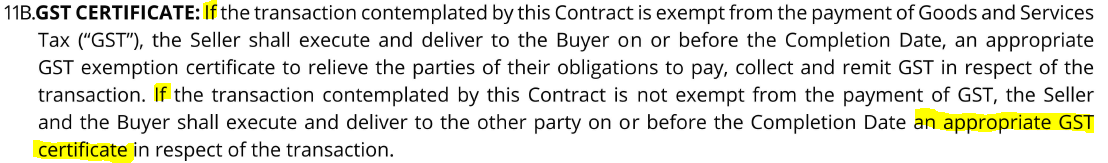 11B.GST CERTIFICATE: If the transaction contemplated by this Contract is exempt from the payment of Goods and Services
Tax (“GST”), the Seller shall execute and deliver to the Buyer on or before the Completion Date, an appropriate
GST exemption certificate to relieve the parties of their obligations to pay, collect and remit GST in respect of the
transaction. If the transaction contemplated by this Contract is not exempt from the payment of GST, the Seller
and the Buyer shall execute and deliver to the other party on or before the Completion Date an appropriate GST
certificate in respect of the transaction.